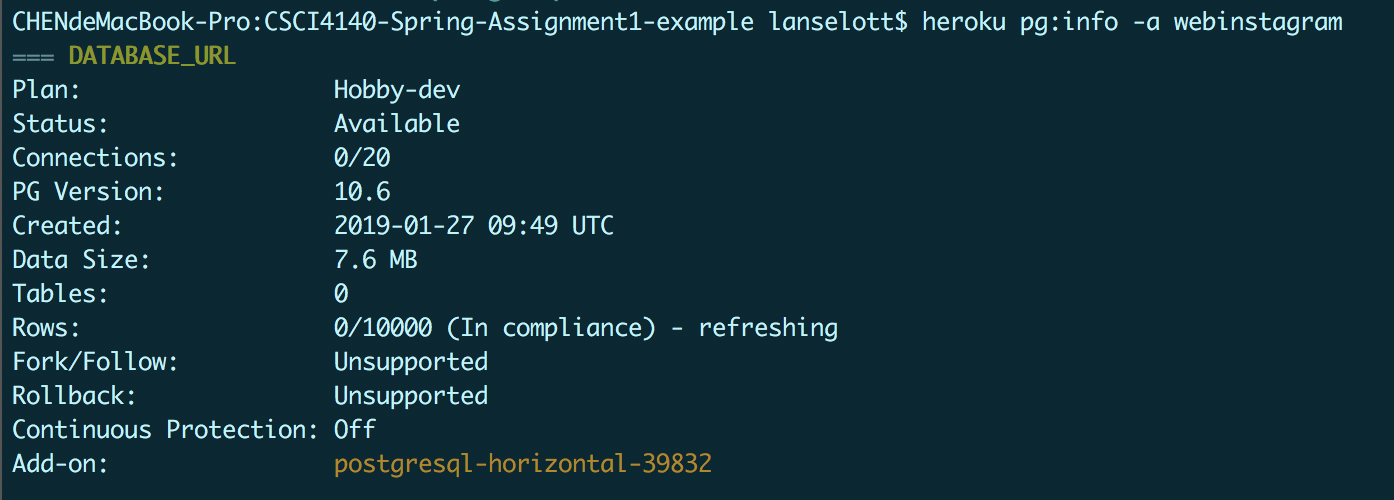 CHENdeMacBook-Pro:CSCI4140-Spring-Assignment1-example lanselott$ heroku pg:info -a webinstagram
=== DATABASE_URL
Plan: Hobby-dev
Status: Available
Connections: 0/20
PG Version: 10.6
Created: 2019-01-27 09:49 UTC
Data Size: 7.6 MB
Tables: 0
Rows: 0/10000 (In compliance) - refreshing
Fork/Follow: Unsupported
Rollback: Unsupported
Continuous Protection: Off
Add-on: postgresql-horizontal-39832